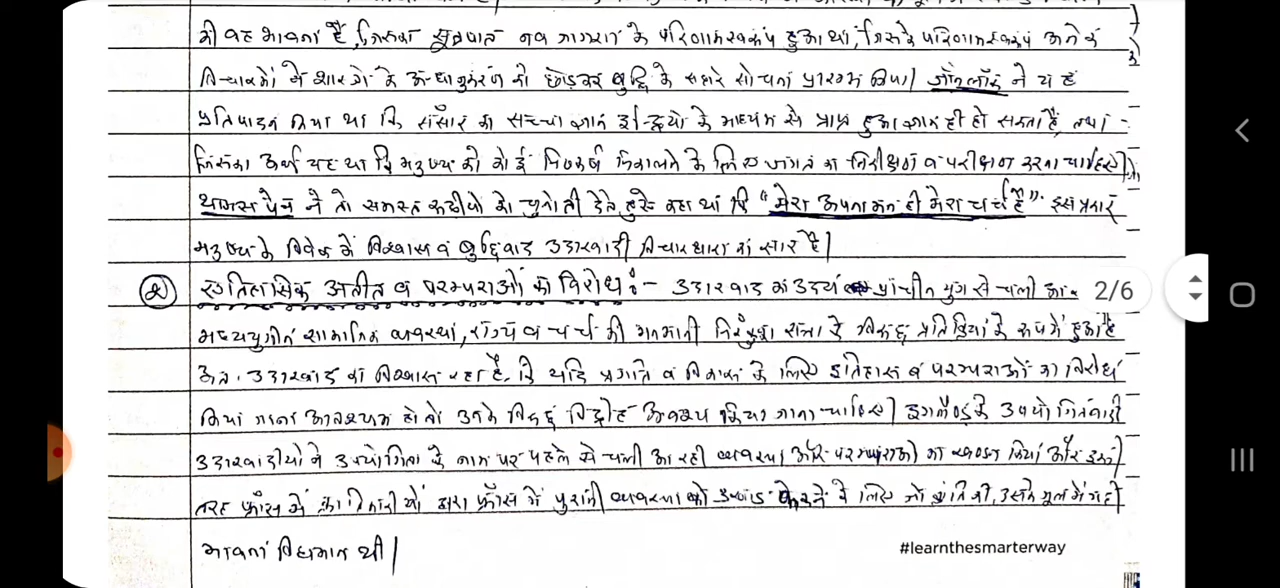 की वह भावना है, जिसका सूत्रपात नव जागरण के परिणामस्वरूप हुआ था, जिसके परिणामस्वरूप अनेक
विचारकों ने शास्त्रों के अन्धानुकरण को छोड़कर बुद्धि के सहारे सोचना प्रारम्भ किया। जॉन लॉक ने यह
प्रतिपादन किया था कि संसार का सच्चा ज्ञान इन्द्रियों के माध्यम से प्राप्त हुआ ज्ञान ही हो सकता है, तथा
जिसका अर्थ यह था कि मनुष्य को कोई निष्कर्ष निकालने के लिए जगत का निरीक्षण व परीक्षण करना चाहिए।
थामस पेन ने तो समस्त रूढीयो को चुनोती देते हुऐ कहा था कि "मेरा अपना मन ही मेरा चर्च है"। इस प्रकार
मनुष्य के विवेक में विश्वास व बुद्धिवाद उदारवादी विचारधारा का सार है।
(2) ऐतिहासिक अतीत व परम्पराओं का विरोध :- उदारवाद का उदय प्राचीन युग से चली आ 2/6
मध्ययुगीन सामाजिक व्यवस्था, राज्य व चर्च की मनमानी निरंकुश सत्ता के विरूद्ध प्रतिक्रिया के रूप में हुआ है
अतः उदारवाद का विश्वास रहा है, कि यदि प्रगति व विकास के लिए इतिहास व परम्पराओं का विरोध
किया जाना आवश्यक हो तो उनके विरूद्ध विद्रोह अवश्य किया जाना चाहिए। इंग्लैण्ड के उपयोगितावादी
उदारवादीयो ने उपयोगिता के नाम पर पहले से चली आ रही व्यवस्था और परम्पराओ का खण्डन किया और इसी
तरह फ्रांस में क्रान्तिकारीयों द्वारा फ्रांस में पुरानी व्यवस्था को उखाड फेकने के लिए जो क्रांति की, उसके मूल में यही
भावना विद्यमान थी।
#learnthesmarterway